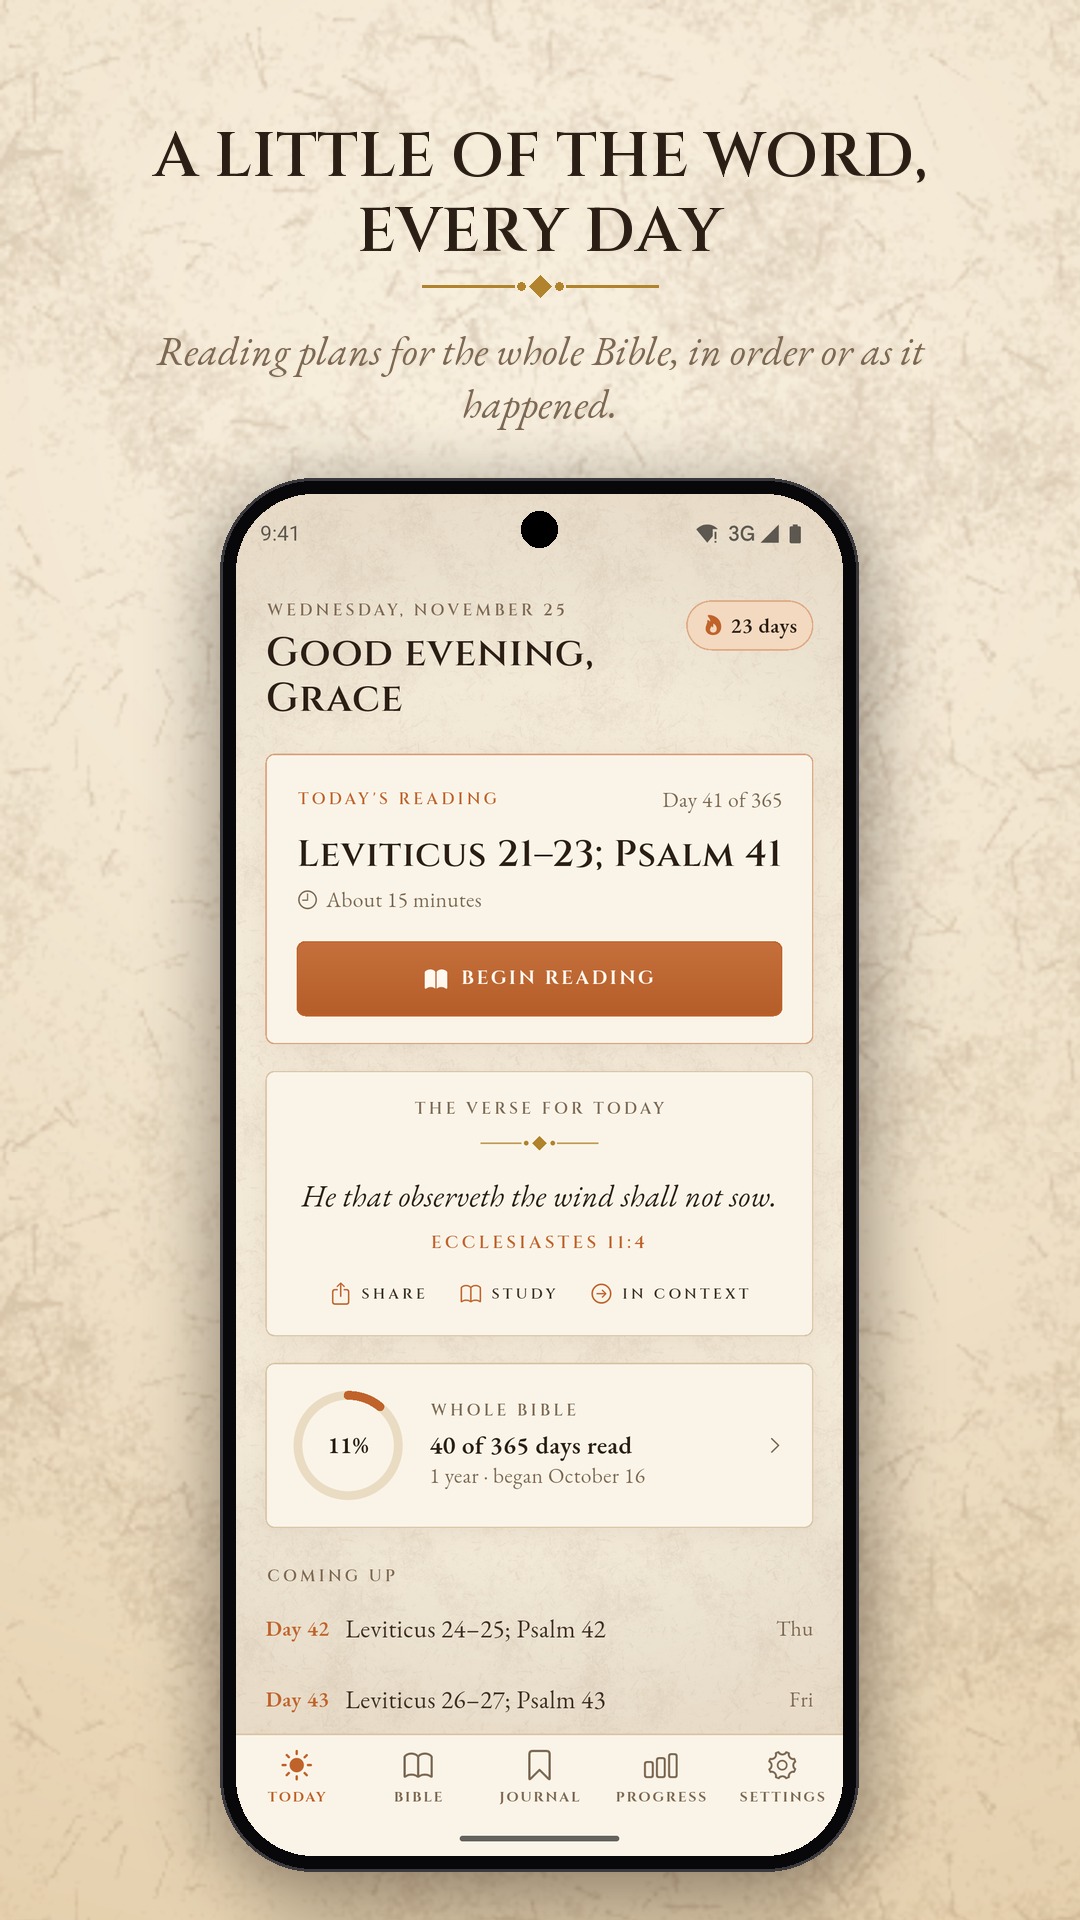 A LITTLE OF THE WORD,
EVERY DAY
Reading plans for the whole Bible, in order or as it
happened.
9:41
3G
WEDNESDAY, NOVEMBER 25
23 days
GOOD EVENING,
GRACE
TODAY'S READING
Day 41 of 365
LEVITICUS 21–23; PSALM 41
About 15 minutes
BEGIN READING
THE VERSE FOR TODAY
He that observeth the wind shall not sow.
ECCLESIASTES 11:4
SHARE STUDY IN CONTEXT
11%
WHOLE BIBLE
40 of 365 days read
1 year · began October 16
COMING UP
Day 42 Leviticus 24–25; Psalm 42 Thu
Day 43 Leviticus 26–27; Psalm 43 Fri
TODAY BIBLE JOURNAL PROGRESS SETTINGS